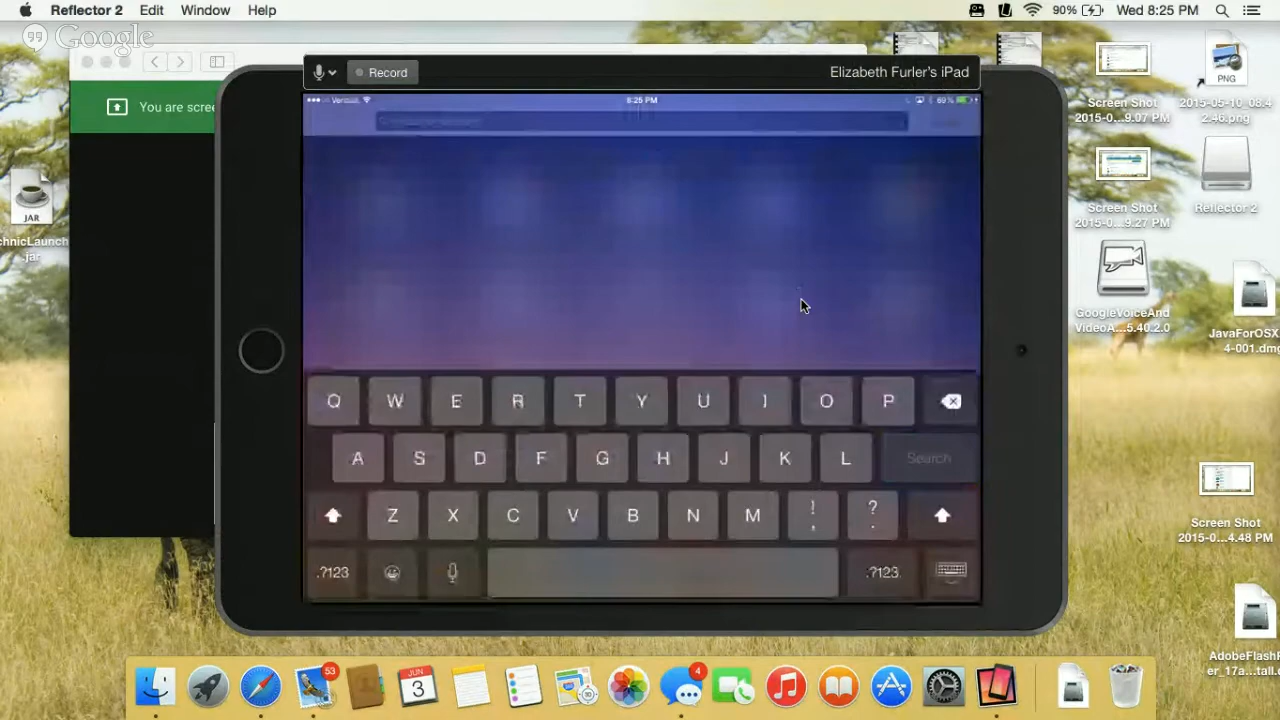 Reflector 2 Edit Window Help
90% Wed 8:25 PM
Google
Record
Elizabeth Furler's iPad
You are scree
Verizon 8:25 PM 69%
Q W E R T Y U I O P
A S D F G H J K L Search
Z X C V B N M ! , ? .
.?123 .?123
JAR
chnicLaunch
.jar
Screen Shot
2015-0...9.07 PM
PNG
2015-05-10_08.4
2.46.png
Screen Shot
2015-0...9.27 PM
Reflector 2
GoogleVoiceAnd
VideoA...5.40.2.0
JavaForOSX
4-001.dmg
Screen Shot
2015-0...4.48 PM
AdobeFlashP
er_17a...tall.d
53
JUN
3
4